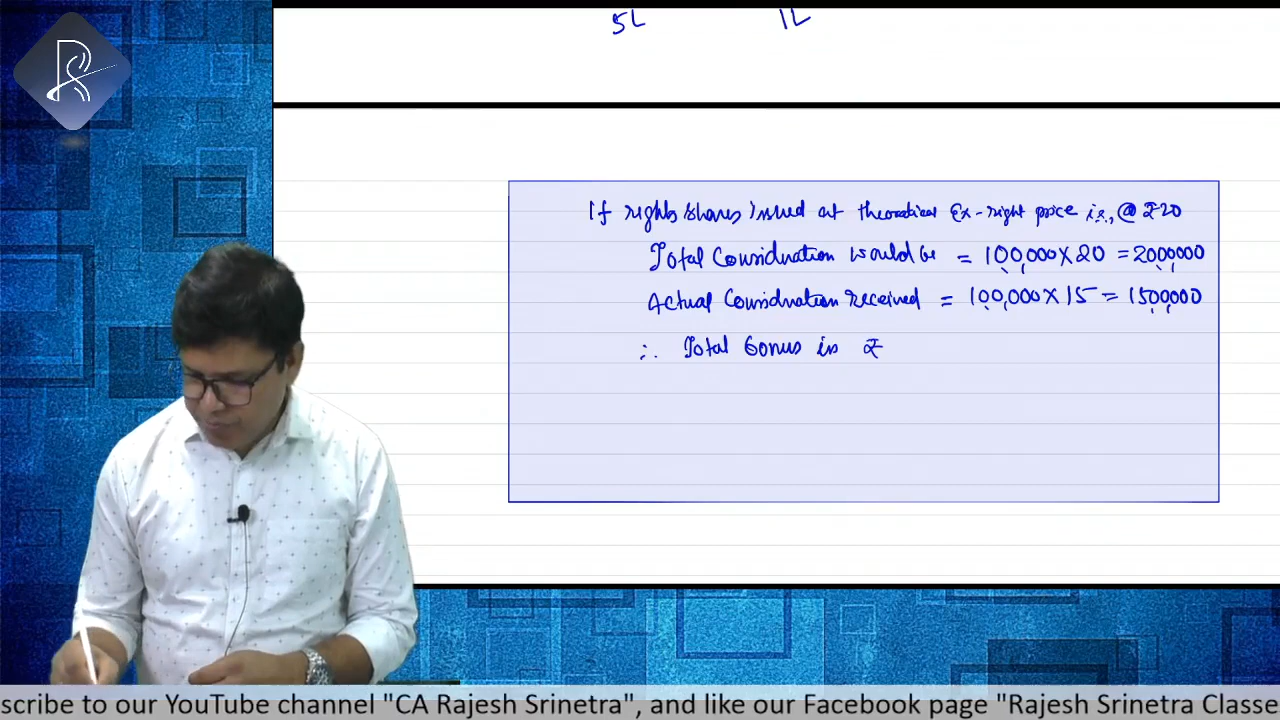 5L 1L
If rights shares issued at theoretical Ex-right price i.e., @ ₹20
Total Consideration would be = 100,000 X 20 = 2000000
Actual Consideration received = 100,000 X 15 = 1500000
∴ Total bonus in ₹
scribe to our YouTube channel "CA Rajesh Srinetra", and like our Facebook page "Rajesh Srinetra Classe